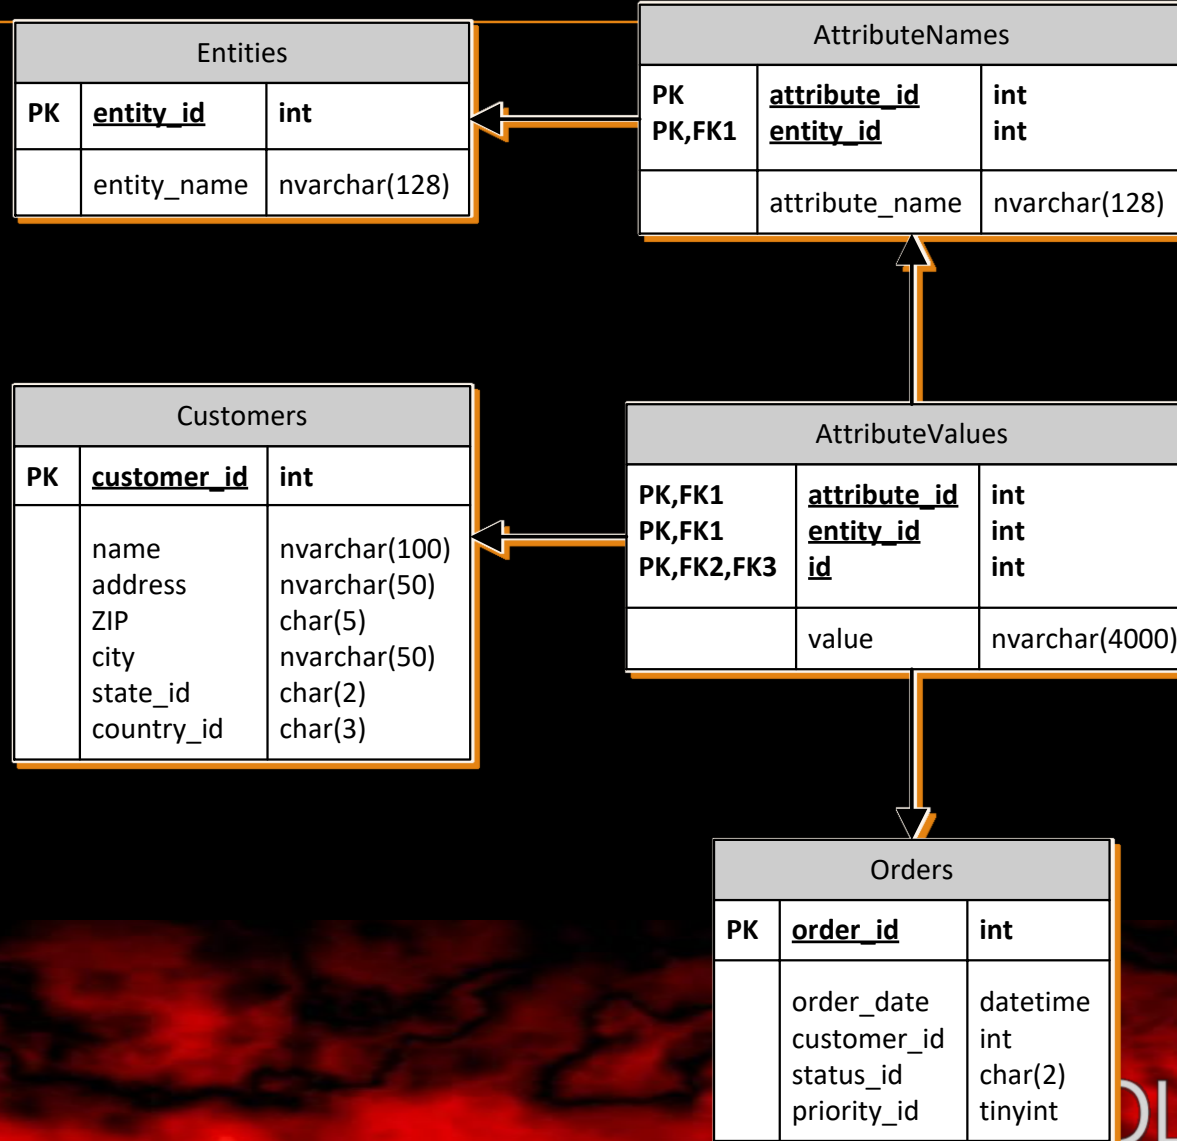 Entities
PK entity_id int
entity_name nvarchar(128)
AttributeNames
PK attribute_id int
PK,FK1 entity_id int
attribute_name nvarchar(128)
Customers
PK customer_id int
name nvarchar(100)
address nvarchar(50)
ZIP char(5)
city nvarchar(50)
state_id char(2)
country_id char(3)
AttributeValues
PK,FK1 attribute_id int
PK,FK1 entity_id int
PK,FK2,FK3 id int
value nvarchar(4000)
Orders
PK order_id int
order_date datetime
customer_id int
status_id char(2)
priority_id tinyint